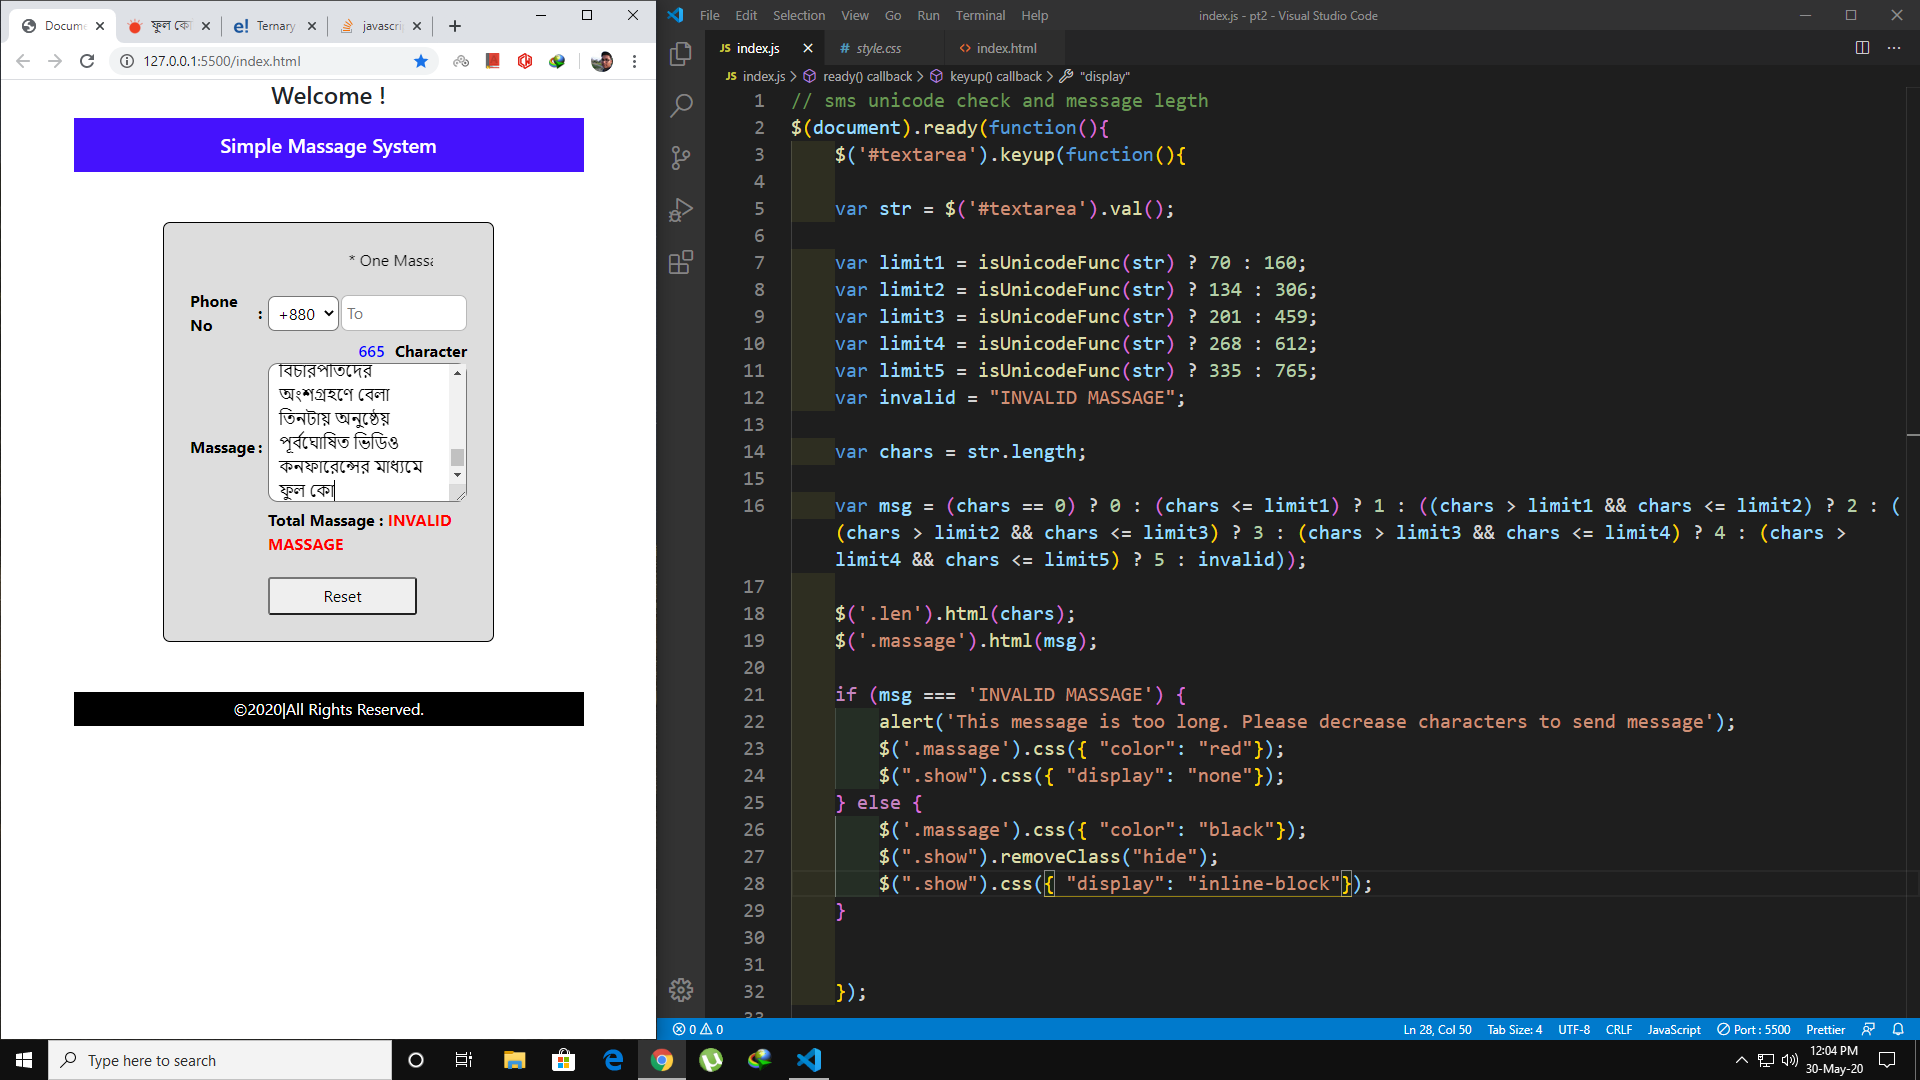 Docume
ফুল কো
Ternary
javascri
127.0.0.1:5500/index.html
Welcome !
Simple Massage System
* One Massa
Phone No : +880 To
665 Character
Massage :
বিচারপতিদের
অংশগ্রহণে বেলা
তিনটায় অনুষ্ঠেয়
পূর্বঘোষিত ভিডিও
কনফারেন্সের মাধ্যমে
ফুল কো
Total Massage : INVALID
MASSAGE
Reset
©2020|All Rights Reserved.
File Edit Selection View Go Run Terminal Help
index.js - pt2 - Visual Studio Code
JS index.js
# style.css
<> index.html
JS index.js > ready() callback > keyup() callback > "display"
1 // sms unicode check and message legth
2 $(document).ready(function(){
3 $('#textarea').keyup(function(){
4
5 var str = $('#textarea').val();
6
7 var limit1 = isUnicodeFunc(str) ? 70 : 160;
8 var limit2 = isUnicodeFunc(str) ? 134 : 306;
9 var limit3 = isUnicodeFunc(str) ? 201 : 459;
10 var limit4 = isUnicodeFunc(str) ? 268 : 612;
11 var limit5 = isUnicodeFunc(str) ? 335 : 765;
12 var invalid = "INVALID MASSAGE";
13
14 var chars = str.length;
15
16 var msg = (chars == 0) ? 0 : (chars <= limit1) ? 1 : ((chars > limit1 && chars <= limit2) ? 2 : (
(chars > limit2 && chars <= limit3) ? 3 : (chars > limit3 && chars <= limit4) ? 4 : (chars >
limit4 && chars <= limit5) ? 5 : invalid));
17
18 $('.len').html(chars);
19 $('.massage').html(msg);
20
21 if (msg === 'INVALID MASSAGE') {
22 alert('This message is too long. Please decrease characters to send message');
23 $('.massage').css({ "color": "red"});
24 $(".show").css({ "display": "none"});
25 } else {
26 $('.massage').css({ "color": "black"});
27 $(".show").removeClass("hide");
28 $(".show").css({ "display": "inline-block"});
29 }
30
31
32 });
0 0
Ln 28, Col 50 Tab Size: 4 UTF-8 CRLF JavaScript Port : 5500 Prettier
Type here to search
12:04 PM
30-May-20